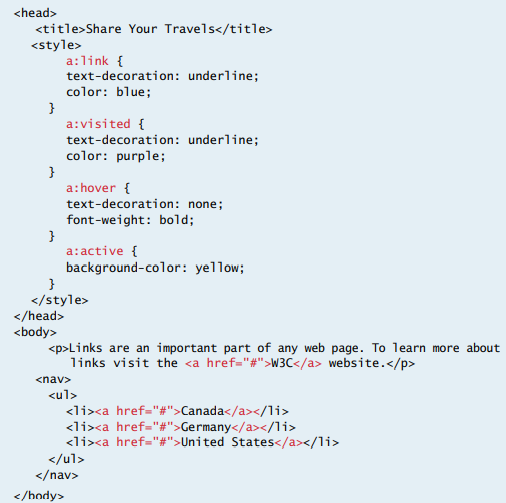 <head>
<title>Share Your Travels</title>
<style>
a:link {
text-decoration: underline;
color: blue;
}
a:visited {
text-decoration: underline;
color: purple;
}
a:hover {
text-decoration: none;
font-weight: bold;
}
a:active {
background-color: yellow;
}
</style>
</head>
<body>
<p>Links are an important part of any web page. To learn more about
links visit the <a href="#">W3C</a> website.</p>
<nav>
<ul>
<li><a href="#">Canada</a></li>
<li><a href="#">Germany</a></li>
<li><a href="#">United States</a></li>
</ul>
</nav>
</body>